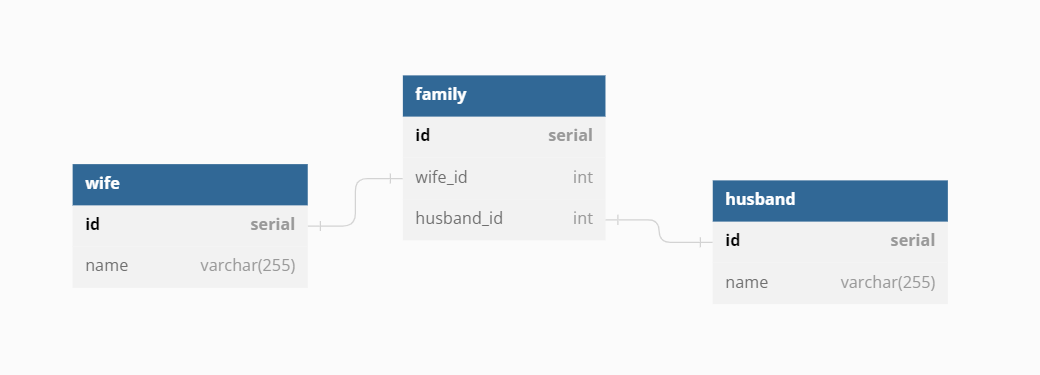 family
id serial
wife_id int
husband_id int
wife
id serial
name varchar(255)
husband
id serial
name varchar(255)